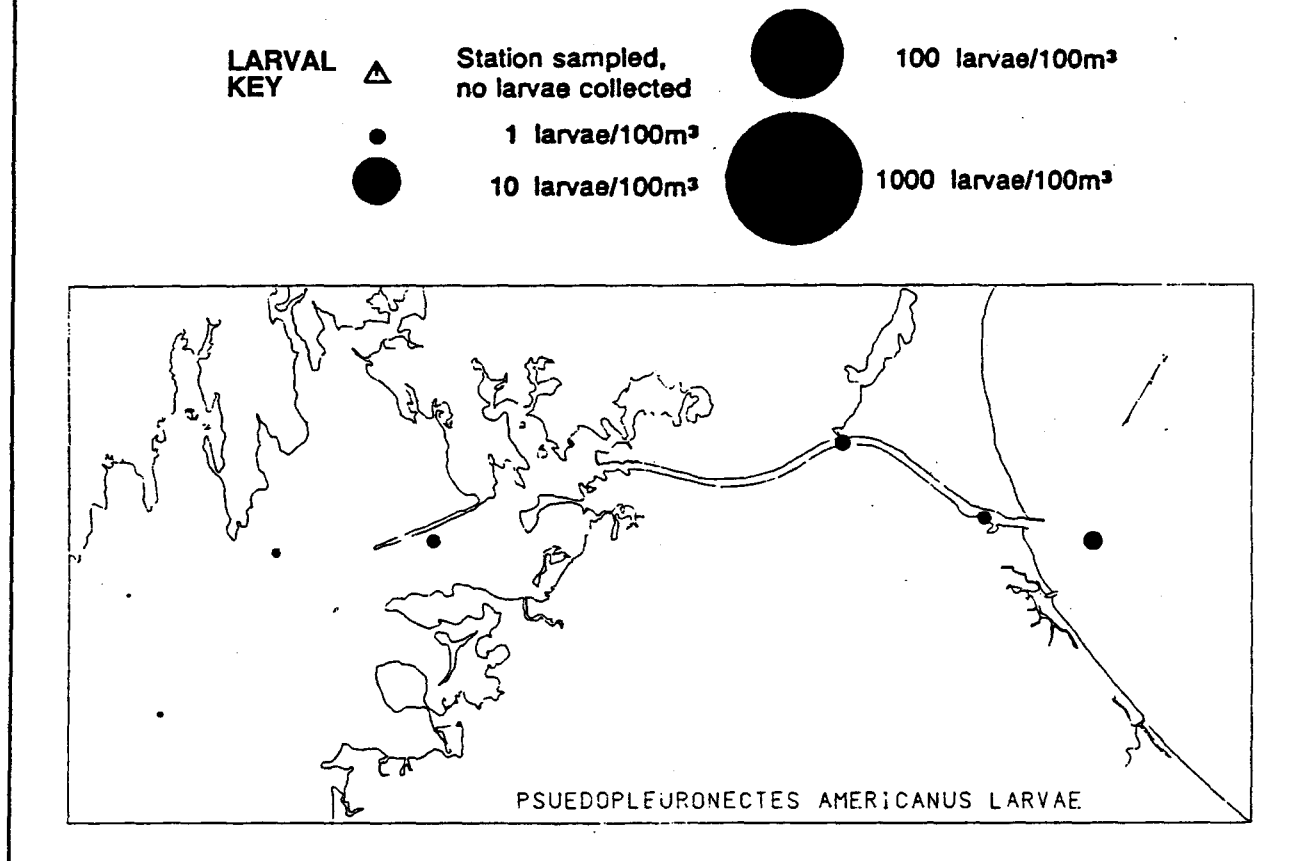 LARVAL
KEY
Station sampled,
no larvae collected
1 larvae/100m³
10 larvae/100m³
100 larvae/100m³
1000 larvae/100m³
PSUEDOPLEURONECTES AMERICANUS LARVAE